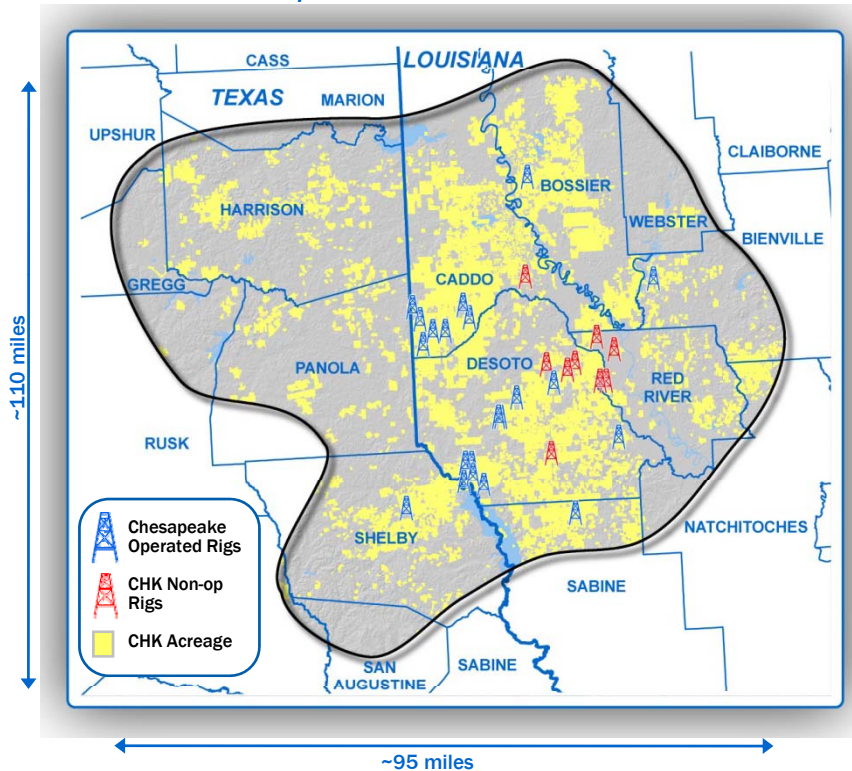 CASS
LOUISIANA
TEXAS
MARION
UPSHUR
CLAIBORNE
BOSSIER
HARRISON
WEBSTER
BIENVILLE
CADDO
GREGG
~110 miles
PANOLA
DESOTO
RED
RIVER
RUSK
NATCHITOCHES
SHELBY
SABINE
SAN
AUGUSTINE
SABINE
Chesapeake
Operated Rigs
CHK Non-op
Rigs
CHK Acreage
~95 miles